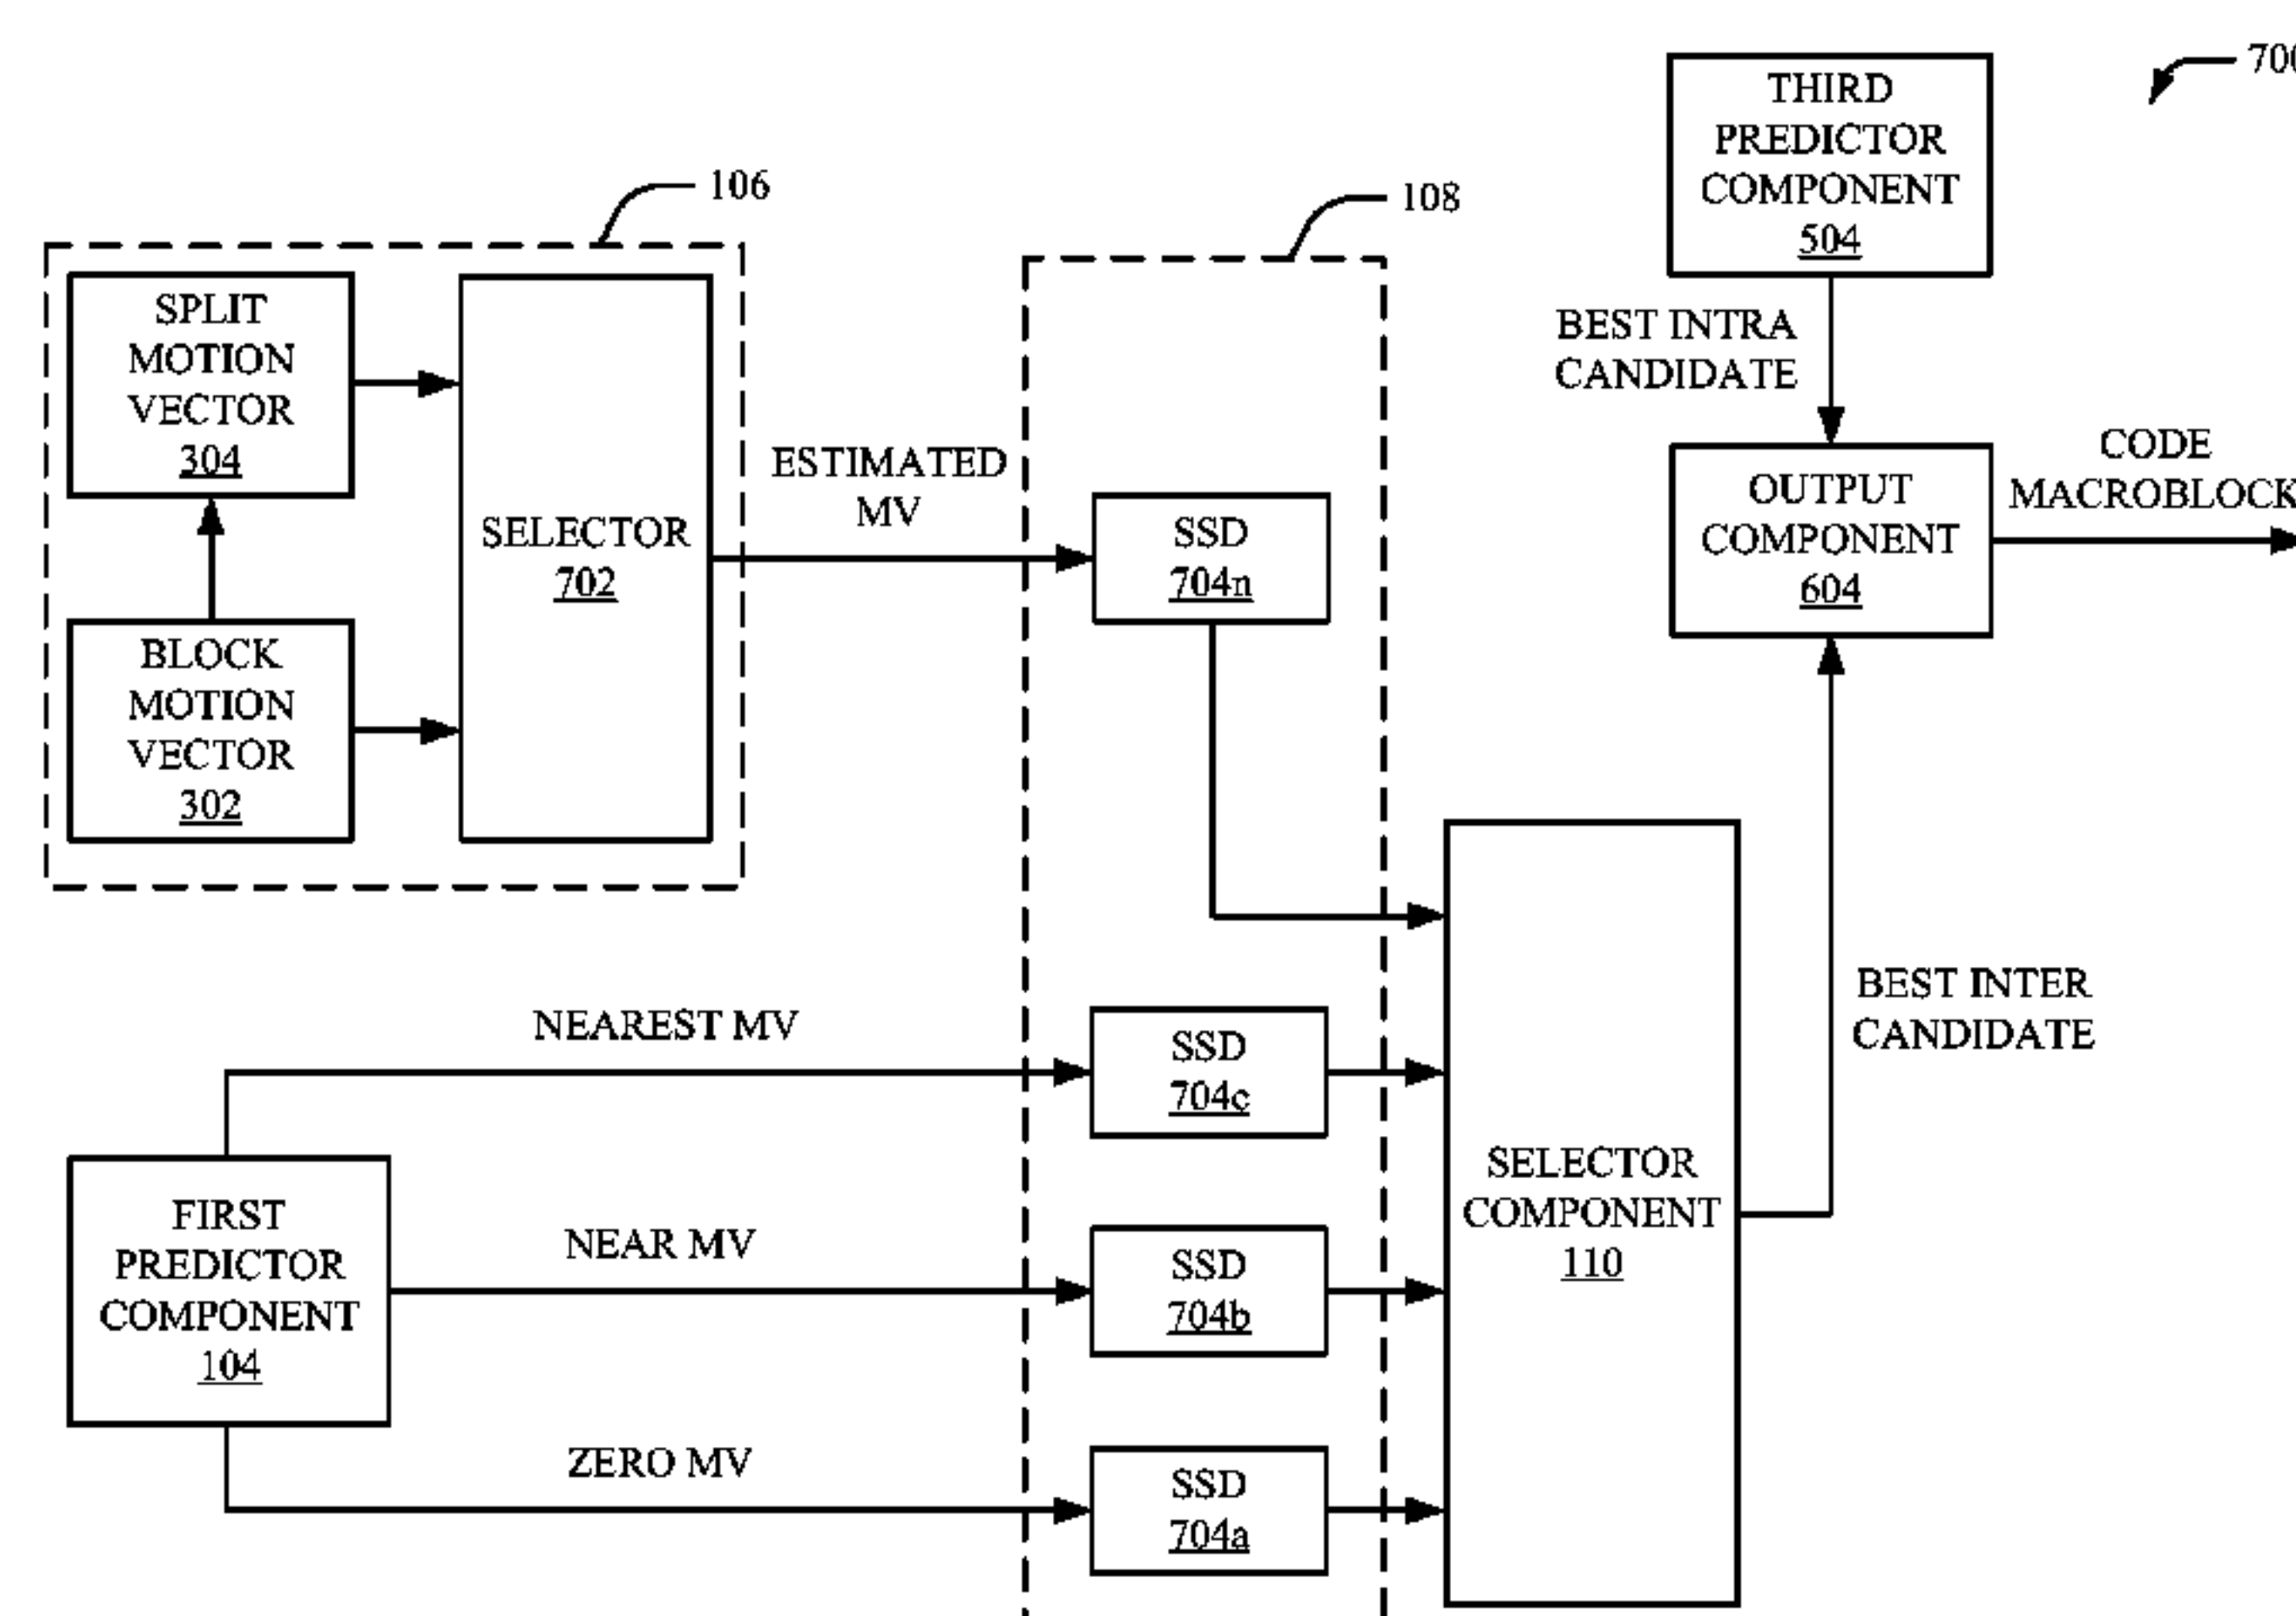 THIRD
PREDICTOR
COMPONENT
504
700
106
108
SPLIT
MOTION
VECTOR
304
SELECTOR
702
BLOCK
MOTION
VECTOR
302
ESTIMATED
MV
SSD
704n
BEST INTRA
CANDIDATE
OUTPUT
COMPONENT
604
CODE
MACROBLOCK
NEAREST MV
SSD
704c
BEST INTER
CANDIDATE
FIRST
PREDICTOR
COMPONENT
104
NEAR MV
SSD
704b
SELECTOR
COMPONENT
110
ZERO MV
SSD
704a